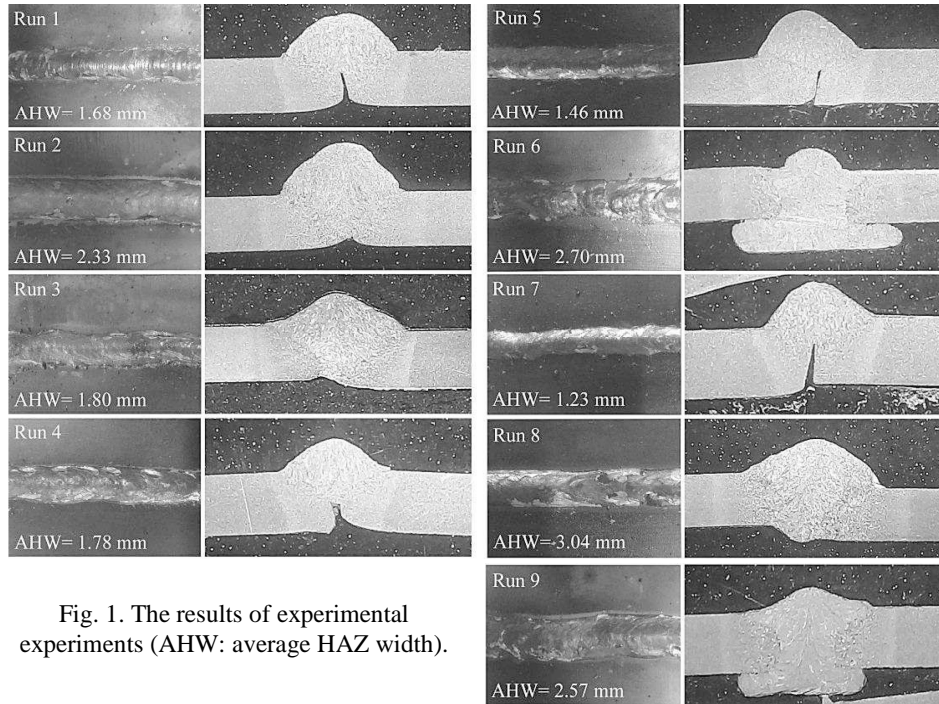 Run 1
AHW= 1.68 mm
Run 2
AHW= 2.33 mm
Run 3
AHW= 1.80 mm
Run 4
AHW= 1.78 mm
Fig. 1. The results of experimental
experiments (AHW: average HAZ width).
Run 5
AHW= 1.46 mm
Run 6
AHW= 2.70 mm
Run 7
AHW= 1.23 mm
Run 8
AHW= 3.04 mm
Run 9
AHW= 2.57 mm